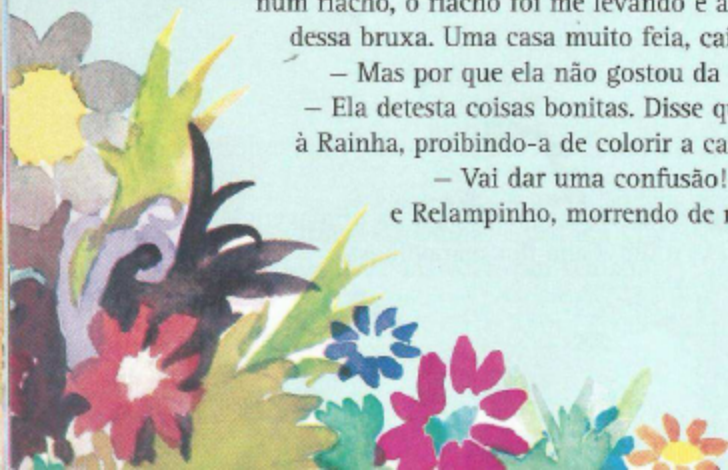 num riacho, o riacho foi me levando e a
dessa bruxa. Uma casa muito feia, caí
– Mas por que ela não gostou da
– Ela detesta coisas bonitas. Disse q
à Rainha, proibindo-a de colorir a ca
– Vai dar uma confusão!
e Relampinho, morrendo de